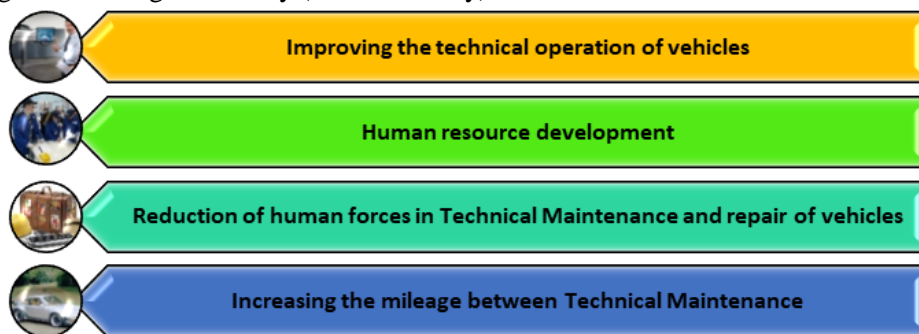 Improving the technical operation of vehicles
Human resource development
Reduction of human forces in Technical Maintenance and repair of vehicles
Increasing the mileage between Technical Maintenance